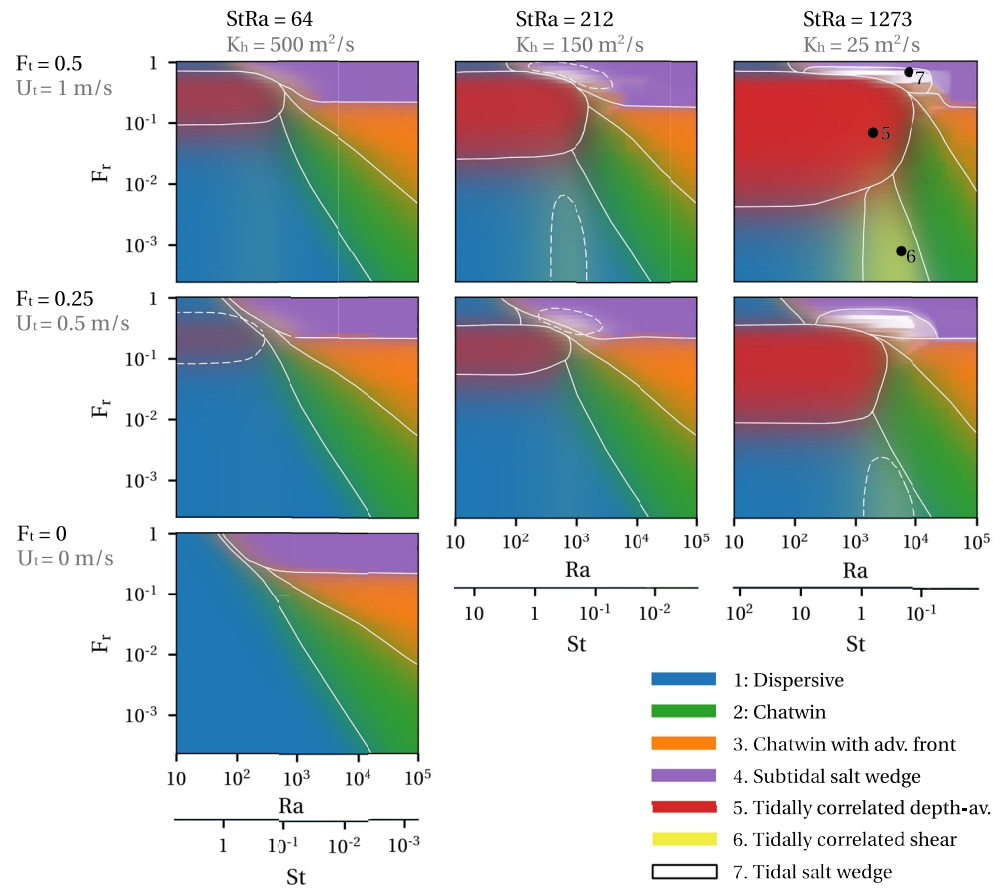 StRa = 64
Kₕ = 500 m²/s
StRa = 212
Kₕ = 150 m²/s
StRa = 1273
Kₕ = 25 m²/s
Fₜ = 0.5
Uₜ = 1 m/s
Fᵣ
1
10⁻¹
10⁻²
10⁻³
7
5
6
Fₜ = 0.25
Uₜ = 0.5 m/s
Fᵣ
1
10⁻¹
10⁻²
10⁻³
10 10² 10³ 10⁴ 10⁵
Ra
10 1 10⁻¹ 10⁻²
St
10 10² 10³ 10⁴ 10⁵
Ra
10² 10 1 10⁻¹
St
Fₜ = 0
Uₜ = 0 m/s
Fᵣ
1
10⁻¹
10⁻²
10⁻³
10 10² 10³ 10⁴ 10⁵
Ra
1 10⁻¹ 10⁻² 10⁻³
St
1: Dispersive
2: Chatwin
3. Chatwin with adv. front
4. Subtidal salt wedge
5. Tidally correlated depth-av.
6. Tidally correlated shear
7. Tidal salt wedge